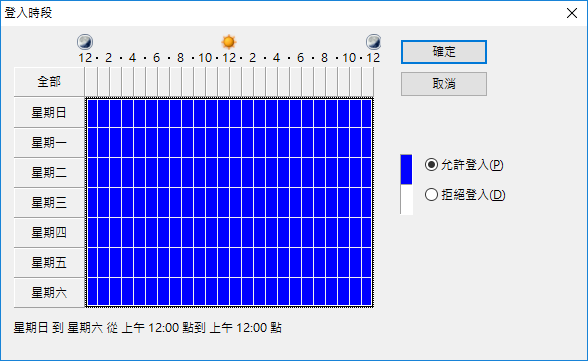 登入時段
12 · 2 · 4 · 6 · 8 · 10 · 12 · 2 · 4 · 6 · 8 · 10 · 12
確定
取消
全部
星期日
星期一
星期二
星期三
星期四
星期五
星期六
允許登入(P)
拒絕登入(D)
星期日 到 星期六 從 上午 12:00 點到 上午 12:00 點